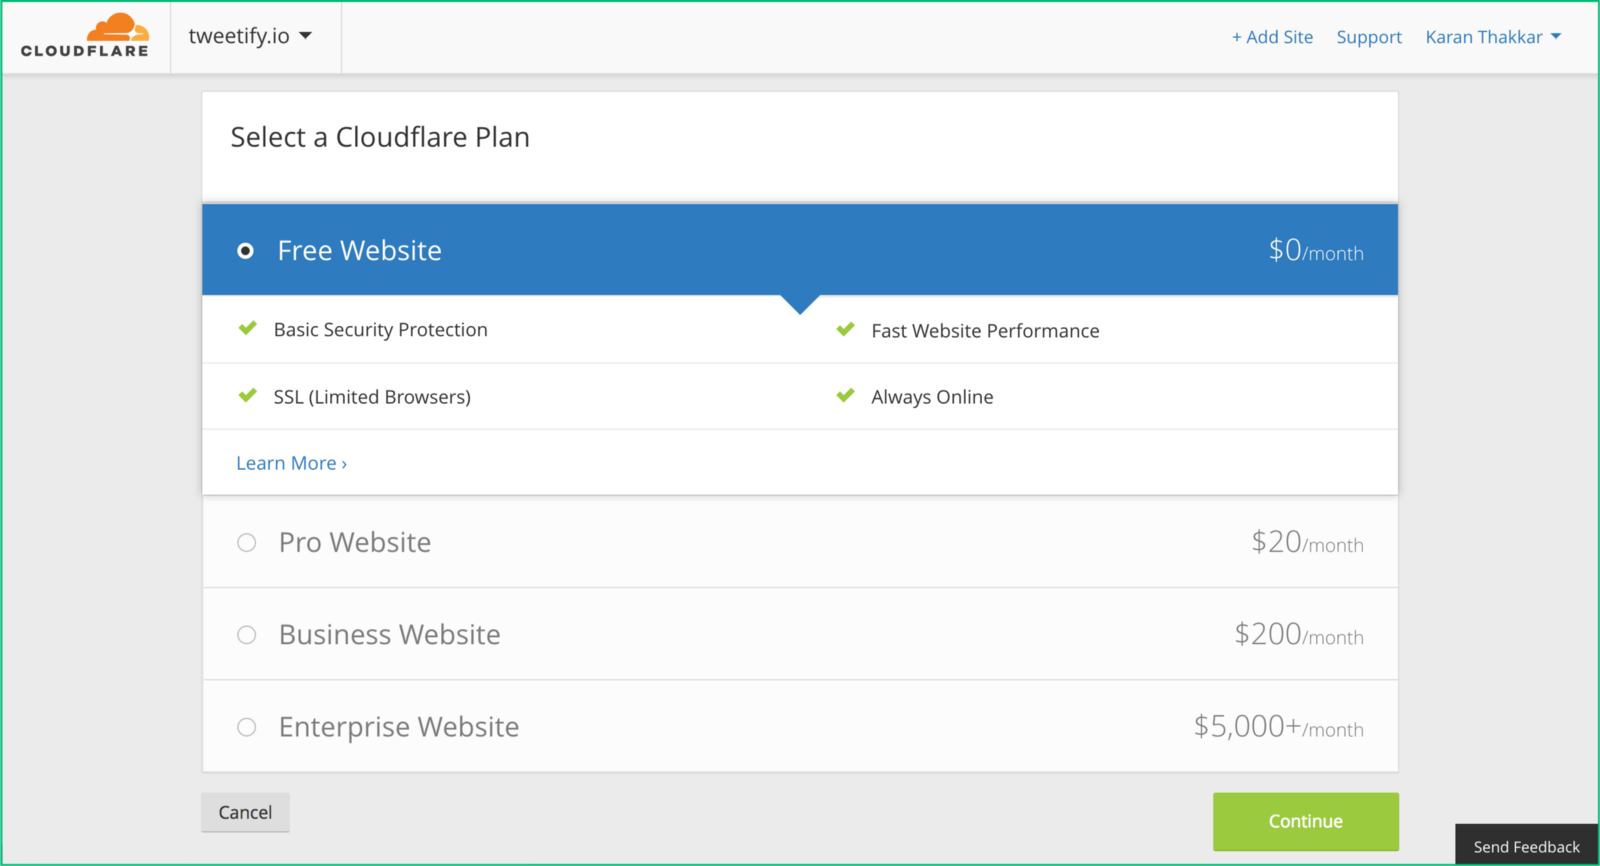 CLOUDFLARE
tweetify.io
+ Add Site Support Karan Thakkar
Select a Cloudflare Plan
Free Website $0/month
Basic Security Protection Fast Website Performance
SSL (Limited Browsers) Always Online
Learn More ›
Pro Website $20/month
Business Website $200/month
Enterprise Website $5,000+/month
Cancel Continue
Send Feedback